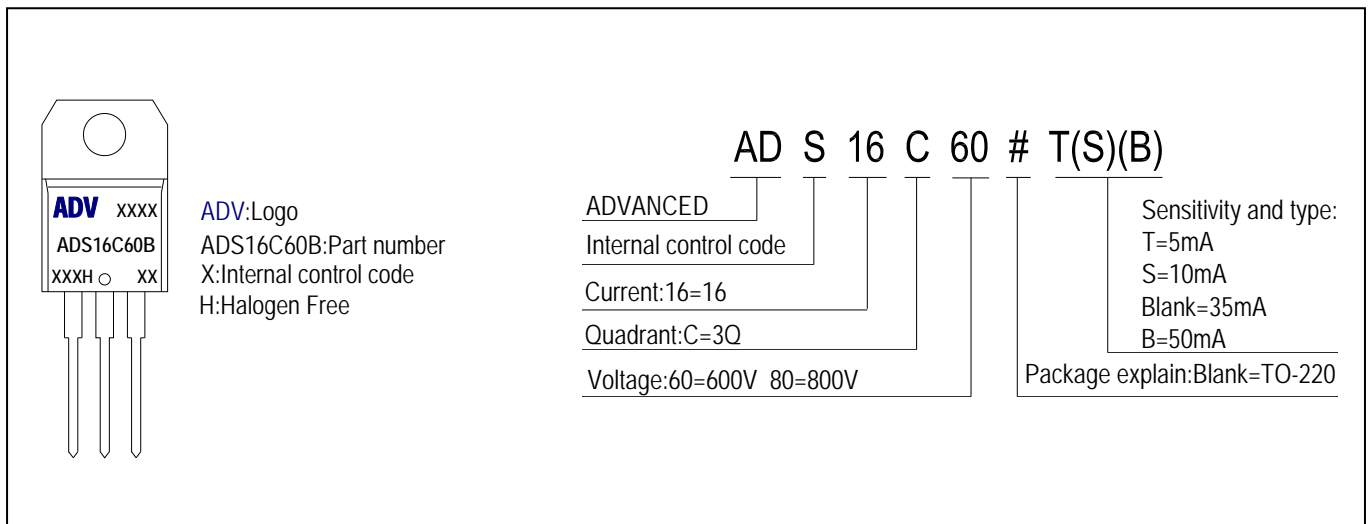 ADV XXXX
ADS16C60B
XXXH XX
ADV:Logo
ADS16C60B:Part number
X:Internal control code
H:Halogen Free
AD S 16 C 60 # T(S)(B)
ADVANCED
Internal control code
Current:16=16
Quadrant:C=3Q
Voltage:60=600V 80=800V
Sensitivity and type:
T=5mA
S=10mA
Blank=35mA
B=50mA
Package explain:Blank=TO-220